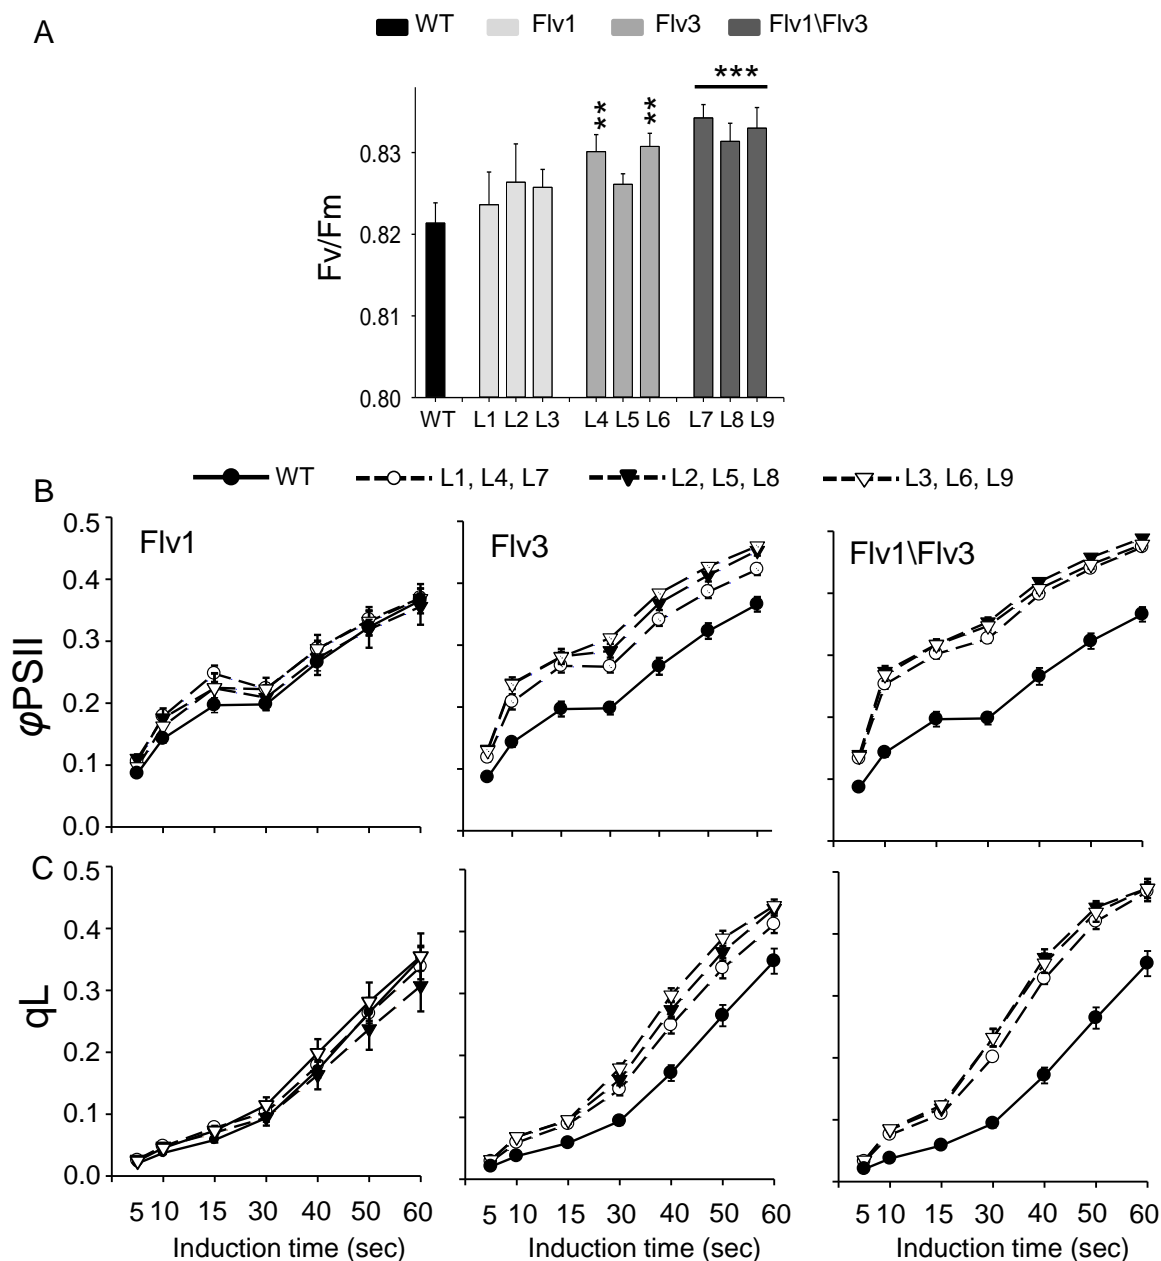 A
WT Flv1 Flv3 Flv1\Flv3
***
** **
0.83
0.82
0.81
0.80
Fv/Fm
WT L1 L2 L3 L4 L5 L6 L7 L8 L9
WT L1, L4, L7 L2, L5, L8 L3, L6, L9
B
0.5
0.4
0.3
0.2
0.1
0.0
φPSII
Flv1 Flv3 Flv1\Flv3
C
0.5
0.4
0.3
0.2
0.1
0.0
qL
5 10 15 30 40 50 60 5 10 15 30 40 50 60 5 10 15 30 40 50 60
Induction time (sec) Induction time (sec) Induction time (sec)